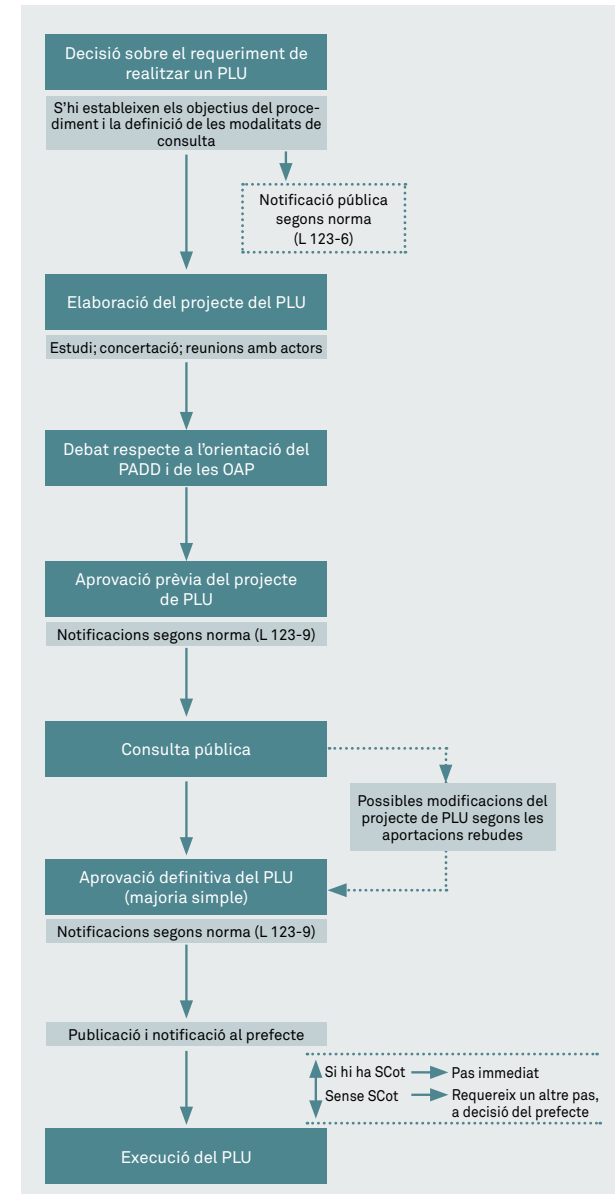 Decisió sobre el requeriment de
realitzar un PLU
S'hi estableixen els objectius del proce-
diment i la definició de les modalitats de
consulta
Notificació pública
segons norma
(L 123-6)
Elaboració del projecte del PLU
Estudi; concertació; reunions amb actors
Debat respecte a l'orientació del
PADD i de les OAP
Aprovació prèvia del projecte
de PLU
Notificacions segons norma (L 123-9)
Consulta pública
Possibles modificacions del
projecte de PLU segons les
aportacions rebudes
Aprovació definitiva del PLU
(majoria simple)
Notificacions segons norma (L 123-9)
Publicació i notificació al prefecte
Si hi ha SCot Pas immediat
Sense SCot Requereix un altre pas,
a decisió del prefecte
Execució del PLU